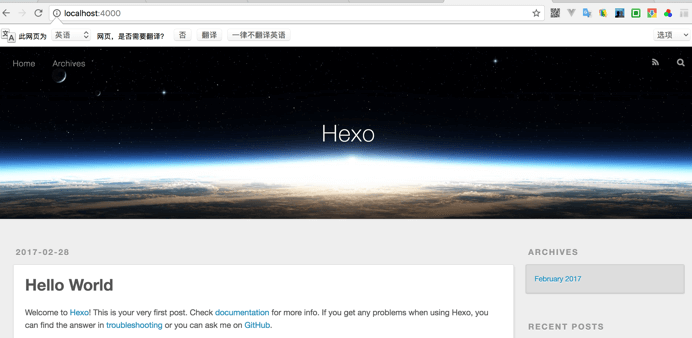 localhost:4000
此网页为 英语 网页，是否需要翻译？ 否 翻译 一律不翻译英语 选项
Home Archives
Hexo
2017-02-28
Hello World
Welcome to Hexo! This is your very first post. Check documentation for more info. If you get any problems when using Hexo, you
can find the answer in troubleshooting or you can ask me on GitHub.
ARCHIVES
February 2017
RECENT POSTS